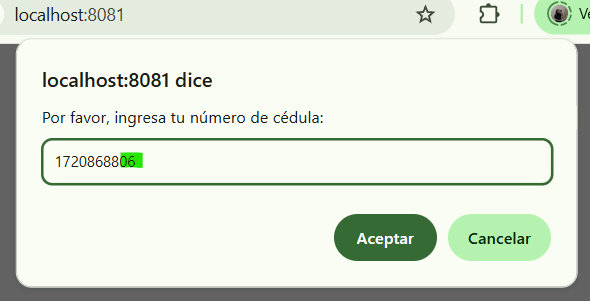 localhost:8081
localhost:8081 dice
Por favor, ingresa tu número de cédula:
1720868806
Aceptar
Cancelar